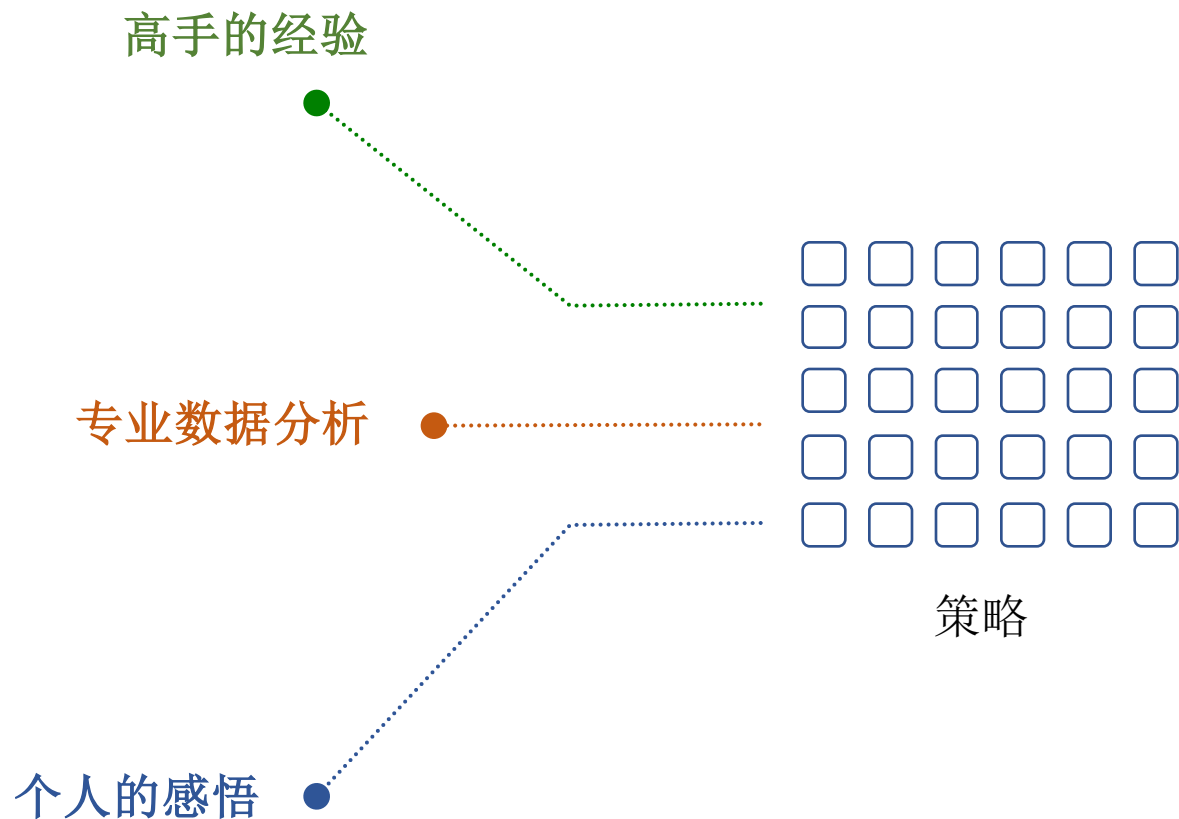 高手的经验
专业数据分析
策略
个人的感悟